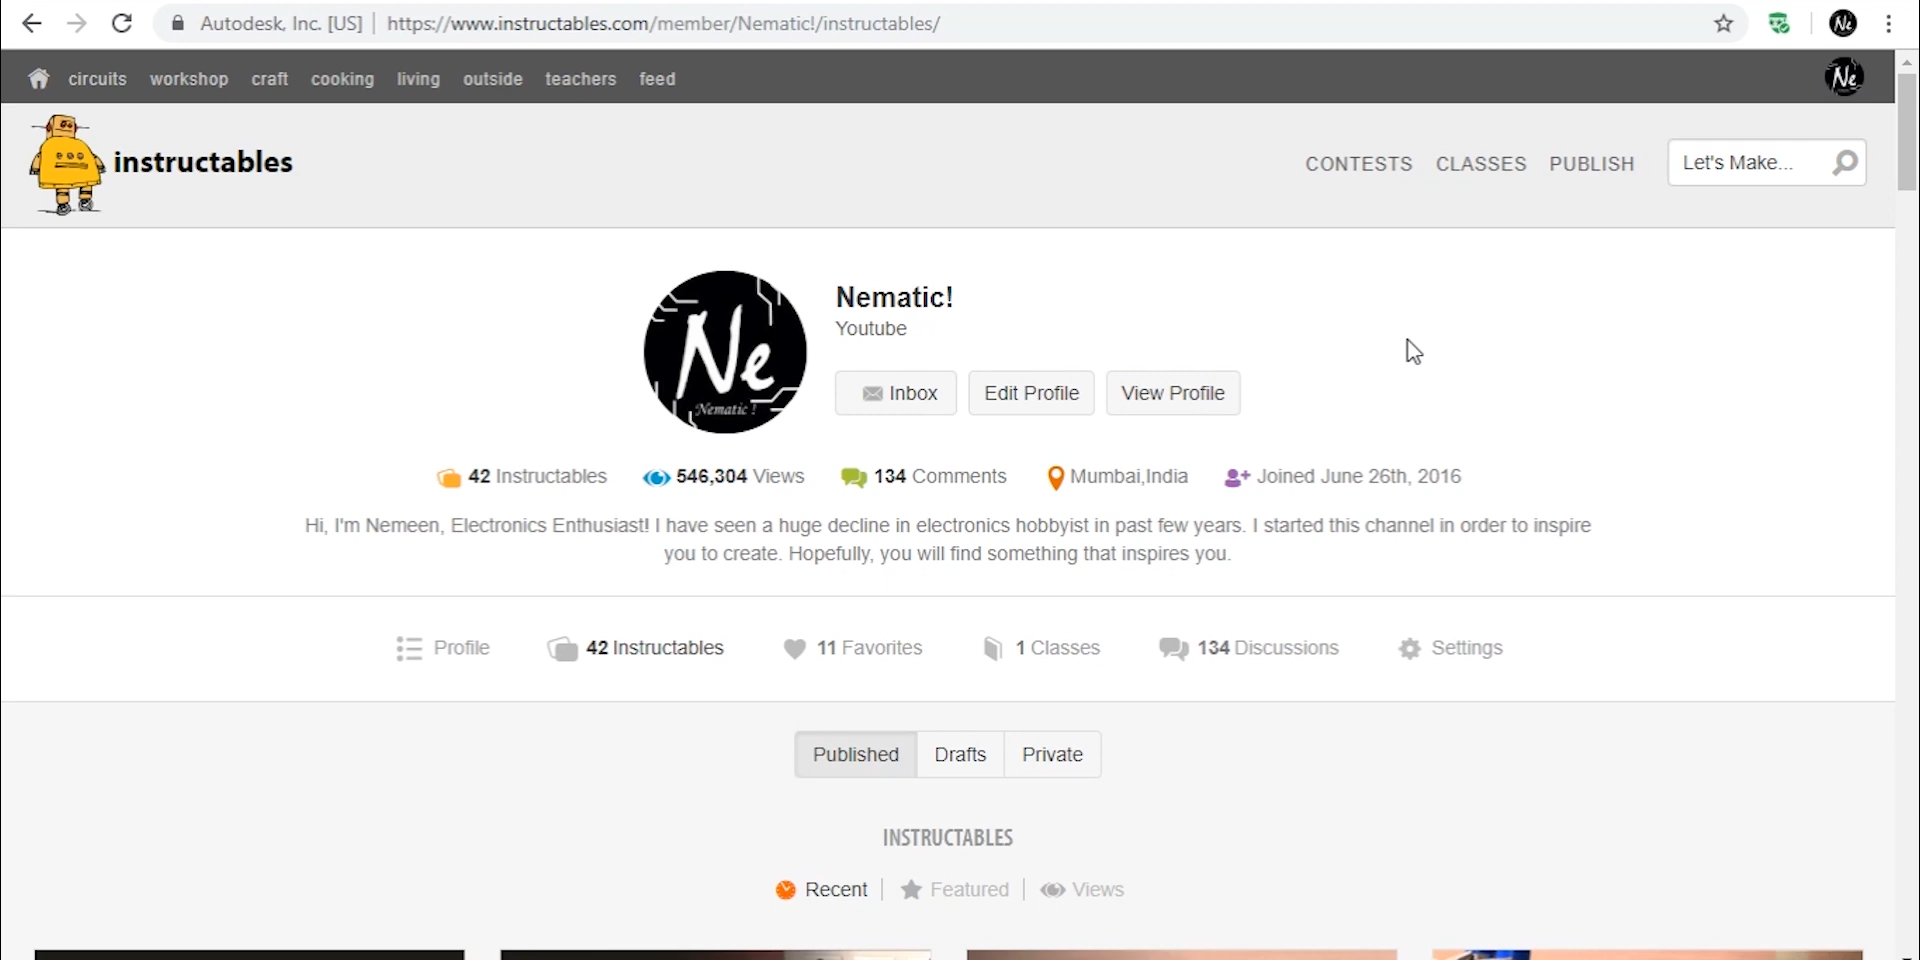 Autodesk, Inc. [US] | https://www.instructables.com/member/Nematic!/instructables/
Ne
circuits workshop craft cooking living outside teachers feed
Ne
instructables
CONTESTS CLASSES PUBLISH Let's Make...
Ne
Nematic !
Nematic!
Youtube
Inbox Edit Profile View Profile
42 Instructables 546,304 Views 134 Comments Mumbai,India Joined June 26th, 2016
Hi, I'm Nemeen, Electronics Enthusiast! I have seen a huge decline in electronics hobbyist in past few years. I started this channel in order to inspire
you to create. Hopefully, you will find something that inspires you.
Profile 42 Instructables 11 Favorites 1 Classes 134 Discussions Settings
Published Drafts Private
INSTRUCTABLES
Recent | Featured | Views